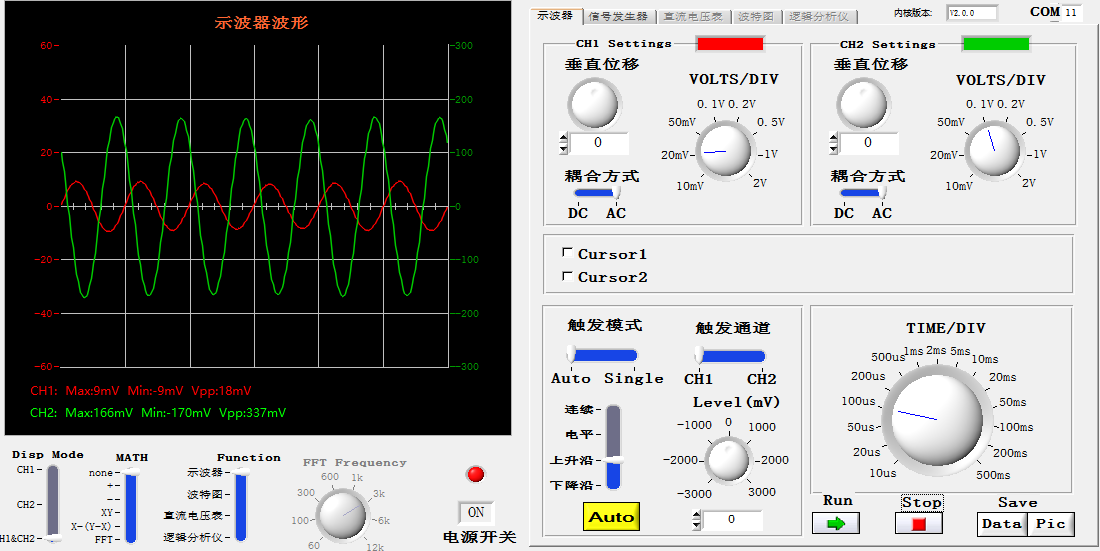 示波器波形
60 300
40 200
20 100
0 0
-20 -100
-40 -200
-60 -300
CH1: Max:9mV Min:-9mV Vpp:18mV
CH2: Max:166mV Min:-170mV Vpp:337mV
Disp Mode
CH1
CH2
H1&CH2
MATH
none
+
-
XY
X-(Y-X)
FFT
Function
示波器
波特图
直流电压表
逻辑分析仪
FFT Frequency
600 1k
300 3k
100 6k
60 12k
ON
电源开关
示波器 信号发生器 直流电压表 波特图 逻辑分析仪
内核版本: V2.0.0 COM 11
CH1 Settings
垂直位移
0
耦合方式
DC AC
VOLTS/DIV
0.1V 0.2V
50mV 0.5V
20mV 1V
10mV 2V
CH2 Settings
垂直位移
0
耦合方式
DC AC
VOLTS/DIV
0.1V 0.2V
50mV 0.5V
20mV 1V
10mV 2V
Cursor1
Cursor2
触发模式
Auto Single
触发通道
CH1 CH2
连续
电平
上升沿
下降沿
Auto
Level(mV)
0
-1000 1000
-2000 2000
-3000 3000
0
TIME/DIV
1ms 2ms 5ms
500us 10ms
200us 20ms
100us 50ms
50us 100ms
20us 200ms
10us 500ms
Run
Stop
Save
Data Pic